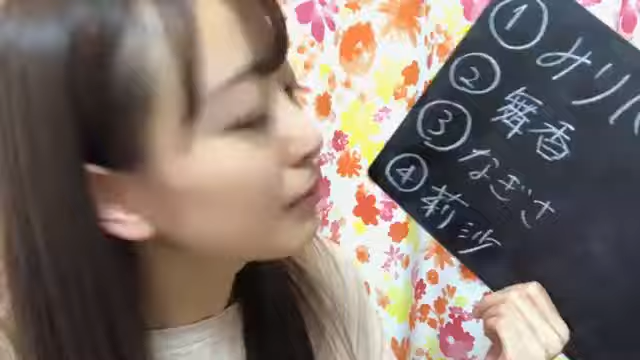 ① みり
② 舞香
③ なぎさ
④ 莉沙